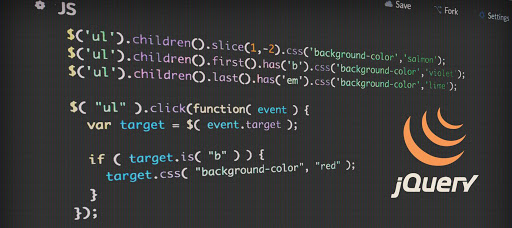 JS
Save
Fork
Settings
$('ul').children().slice(1,-2).css('background-color','salmon');
$('ul').children().first().has('b').css('background-color','violet');
$('ul').children().last().has('em').css('background-color','lime');
$( "ul" ).click(function( event ) {
var target = $( event.target );
if ( target.is( "b" ) ) {
target.css( "background-color", "red" );
}
});
jQuery